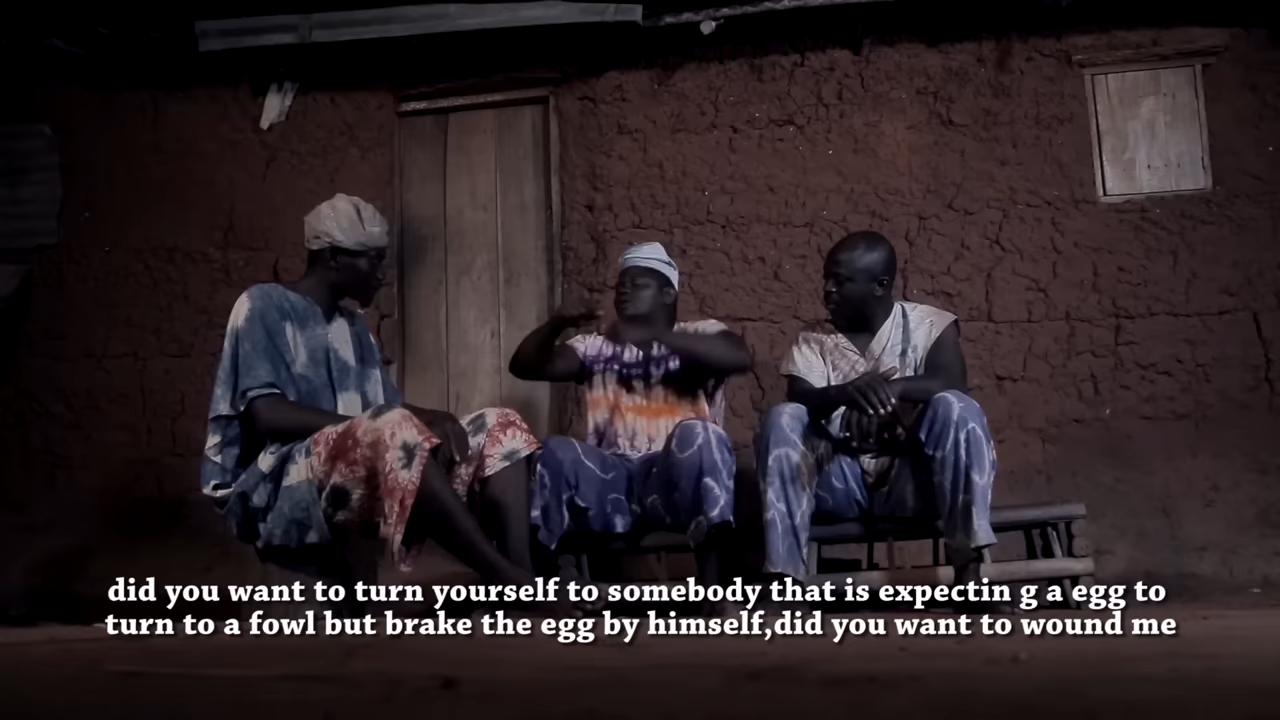 did you want to turn yourself to somebody that is expectin g a egg to
turn to a fowl but brake the egg by himself,did you want to wound me